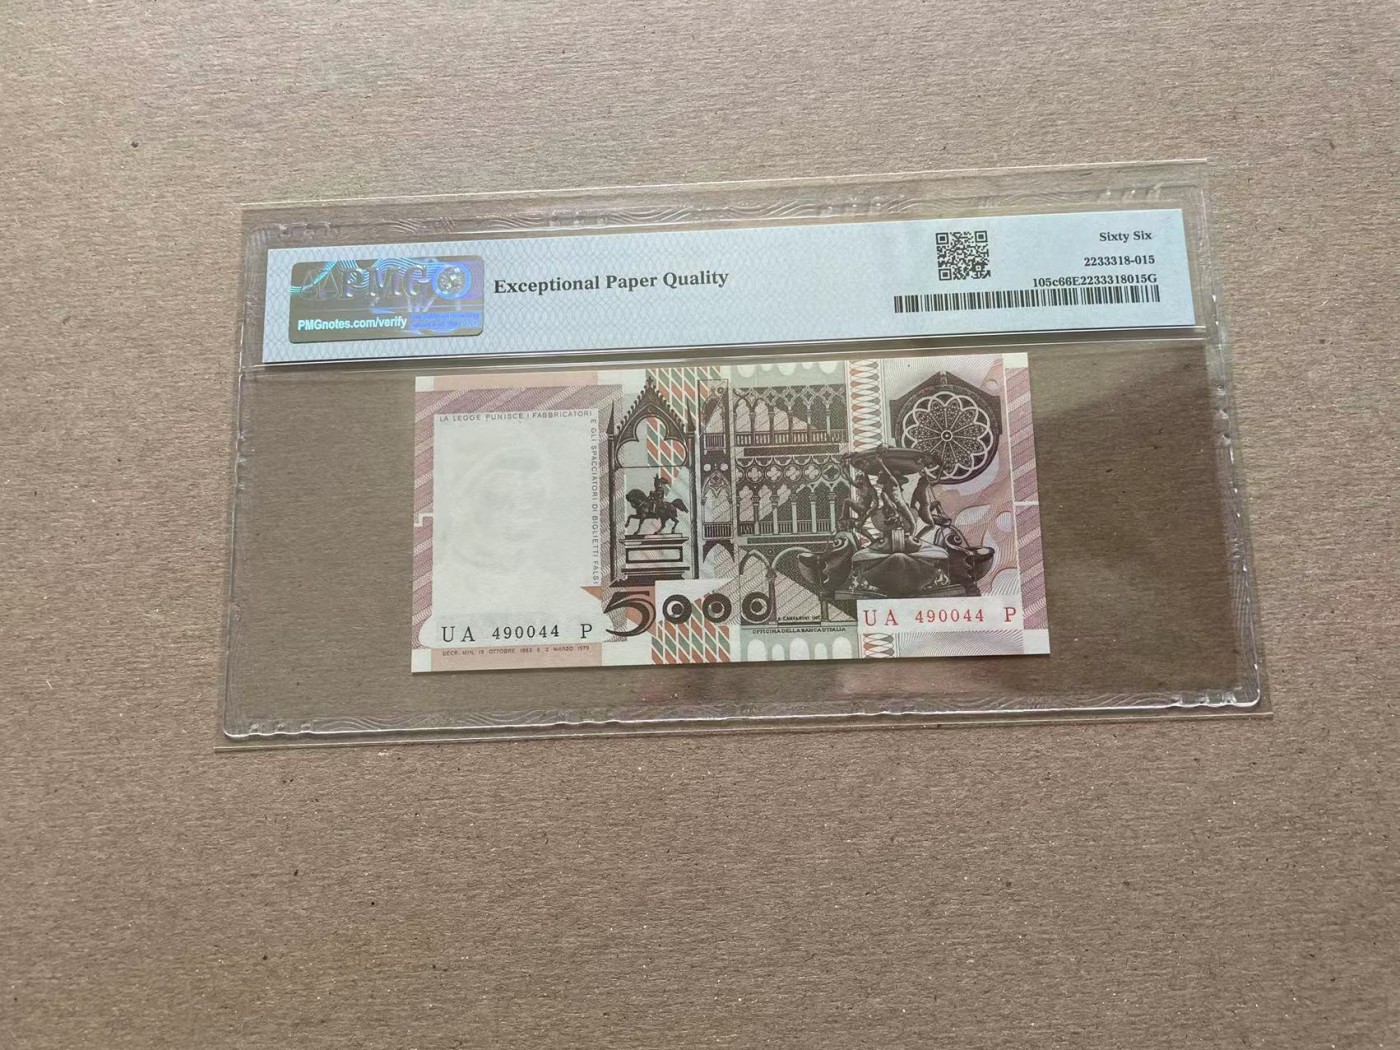 PMG
PMGnotes.com/verify
Exceptional Paper Quality
Sixty Six
2233318-015
105c66E2233318015G
LA LEGGE PUNISCE I FABBRICATORI
E GLI SPACCIATORI DI BIGLIETTI FALSI
UA 490044 P
5000
OFFICINA DELLA BANCA D'ITALIA
UA 490044 P